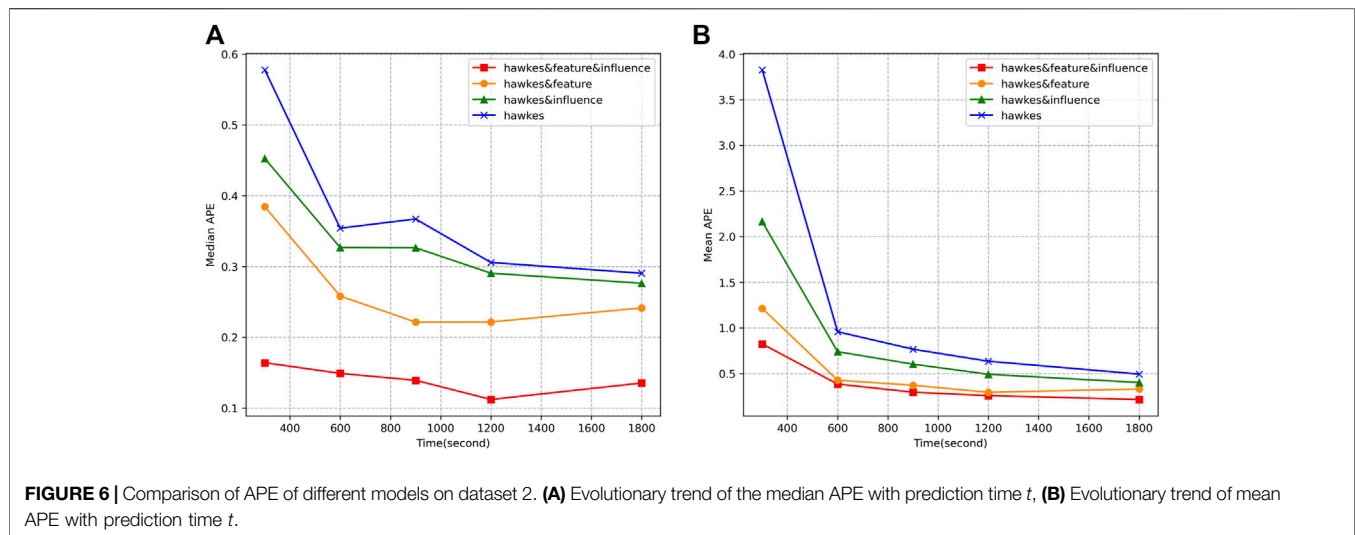 A
0.6
0.5
0.4
0.3
0.2
0.1
Median APE
hawkes&feature&influence
hawkes&feature
hawkes&influence
hawkes
400 600 800 1000 1200 1400 1600 1800
Time(second)
B
4.0
3.5
3.0
2.5
2.0
1.5
1.0
0.5
Mean APE
hawkes&feature&influence
hawkes&feature
hawkes&influence
hawkes
400 600 800 1000 1200 1400 1600 1800
Time(second)
FIGURE 6 | Comparison of APE of different models on dataset 2. (A) Evolutionary trend of the median APE with prediction time t, (B) Evolutionary trend of mean
APE with prediction time t.